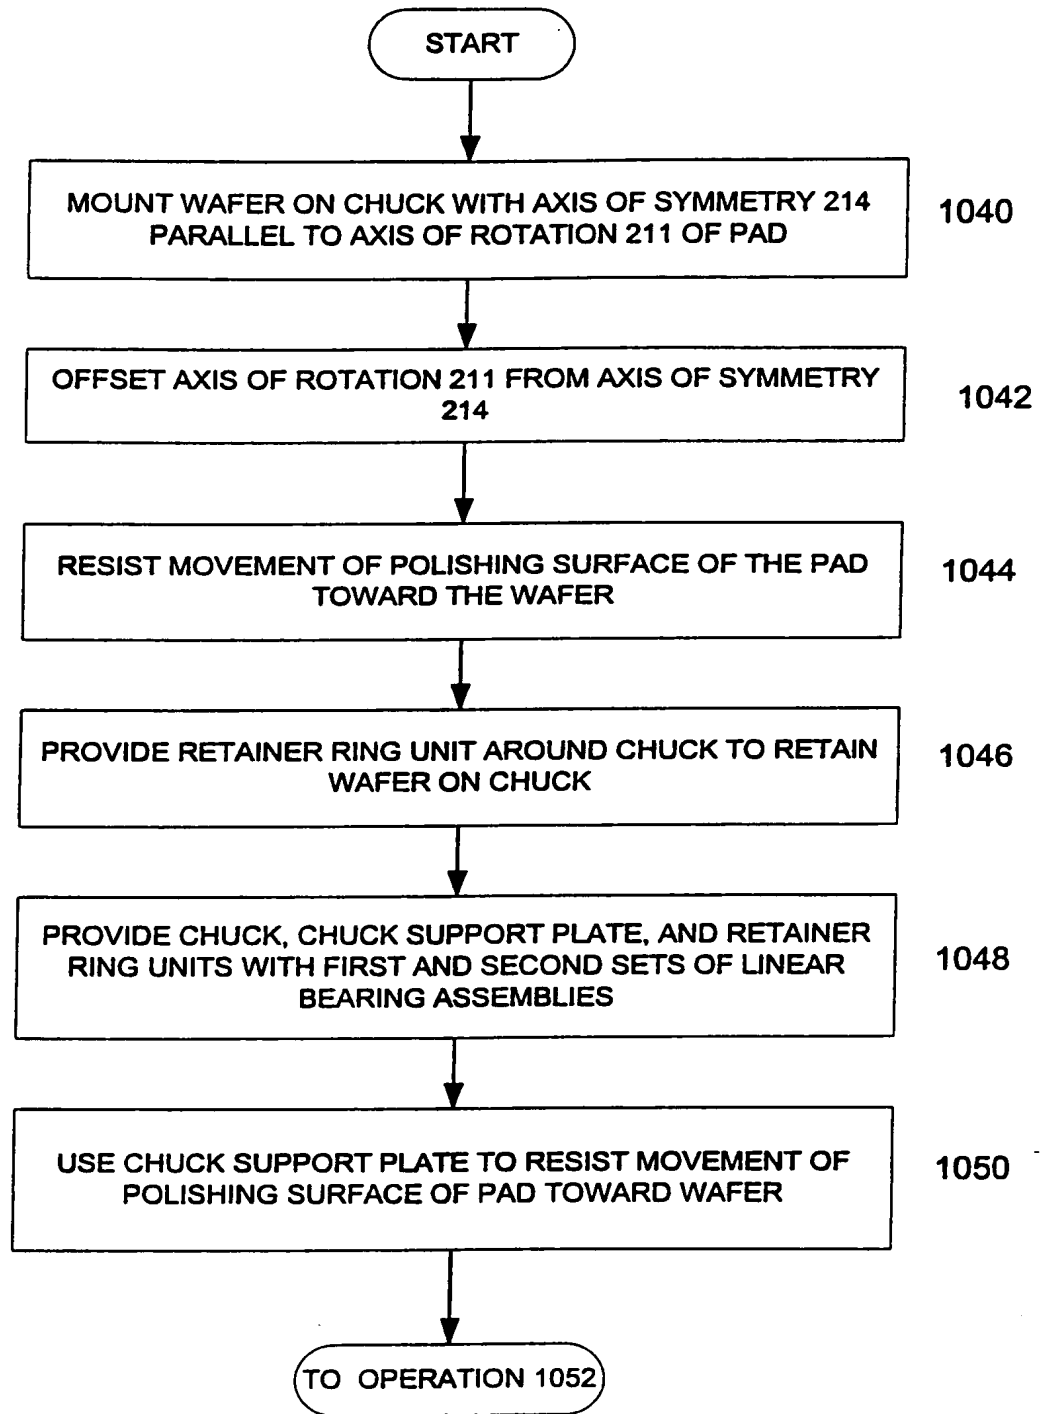 START
MOUNT WAFER ON CHUCK WITH AXIS OF SYMMETRY 214
PARALLEL TO AXIS OF ROTATION 211 OF PAD
1040
OFFSET AXIS OF ROTATION 211 FROM AXIS OF SYMMETRY
214
1042
RESIST MOVEMENT OF POLISHING SURFACE OF THE PAD
TOWARD THE WAFER
1044
PROVIDE RETAINER RING UNIT AROUND CHUCK TO RETAIN
WAFER ON CHUCK
1046
PROVIDE CHUCK, CHUCK SUPPORT PLATE, AND RETAINER
RING UNITS WITH FIRST AND SECOND SETS OF LINEAR
BEARING ASSEMBLIES
1048
USE CHUCK SUPPORT PLATE TO RESIST MOVEMENT OF
POLISHING SURFACE OF PAD TOWARD WAFER
1050
TO OPERATION 1052